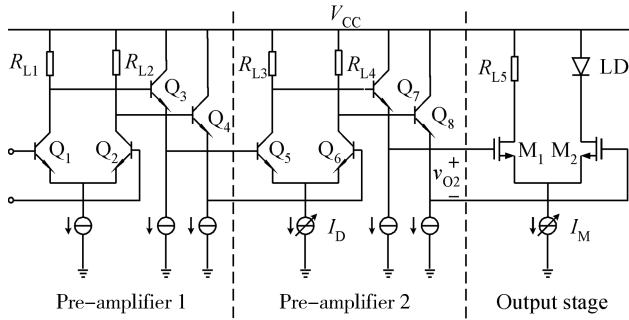 V_CC
R_L1
R_L2
Q_3
Q_4
R_L3
R_L4
Q_7
Q_8
R_L5
LD
Q_1
Q_2
Q_5
Q_6
M_1
M_2
+
v_O2
−
I_D
I_M
Pre-amplifier 1
Pre-amplifier 2
Output stage